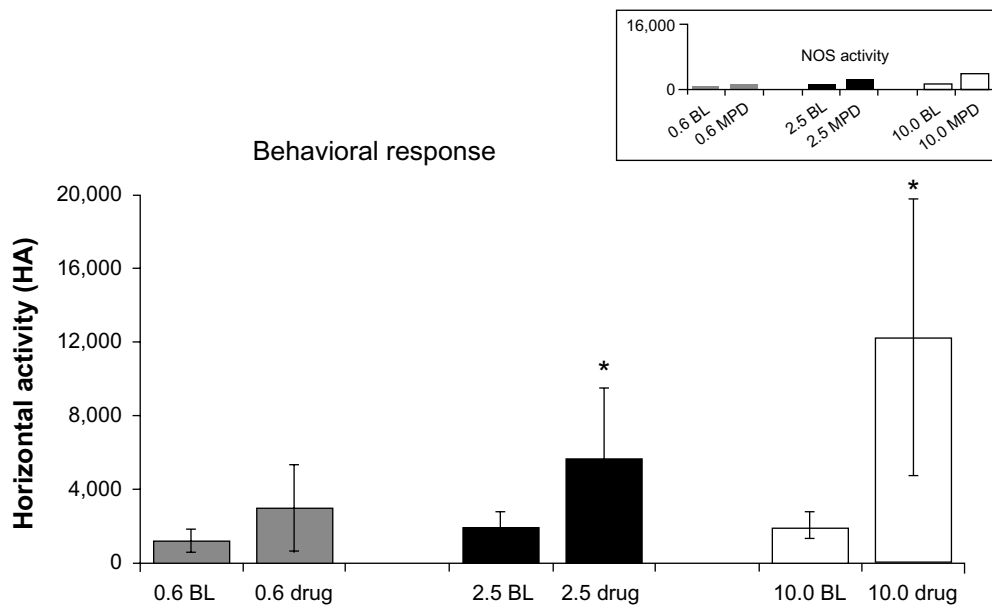 16,000
NOS activity
0
0.6 BL
0.6 MPD
2.5 BL
2.5 MPD
10.0 BL
10.0 MPD
Behavioral response
Horizontal activity (HA)
20,000
16,000
12,000
8,000
4,000
0
*
*
0.6 BL 0.6 drug 2.5 BL 2.5 drug 10.0 BL 10.0 drug